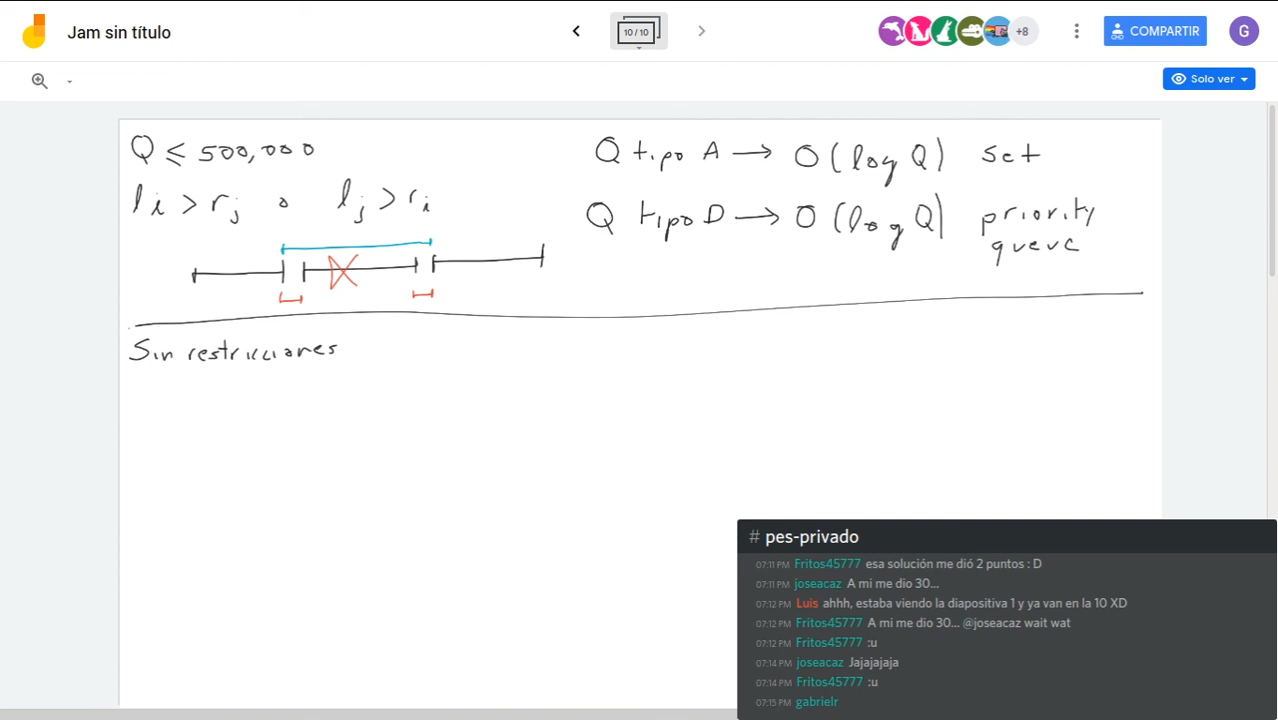 Jam sin título
10 / 10
+8
COMPARTIR
G
Solo ver
Q ≤ 500,000
li > rj o lj > ri
Q tipo A → O(log Q) set
Q tipo D → O(log Q) priority queue
Sin restricciones
# pes-privado
07:11 PM Fritos45777 esa solución me dió 2 puntos : D
07:11 PM joseacaz A mi me dio 30...
07:12 PM Luis ahhh, estaba viendo la diapositiva 1 y ya van en la 10 XD
07:12 PM Fritos45777 A mi me dio 30... @joseacaz wait wat
07:12 PM Fritos45777 :u
07:14 PM joseacaz Jajajajaja
07:14 PM Fritos45777 :u
07:15 PM gabrielr